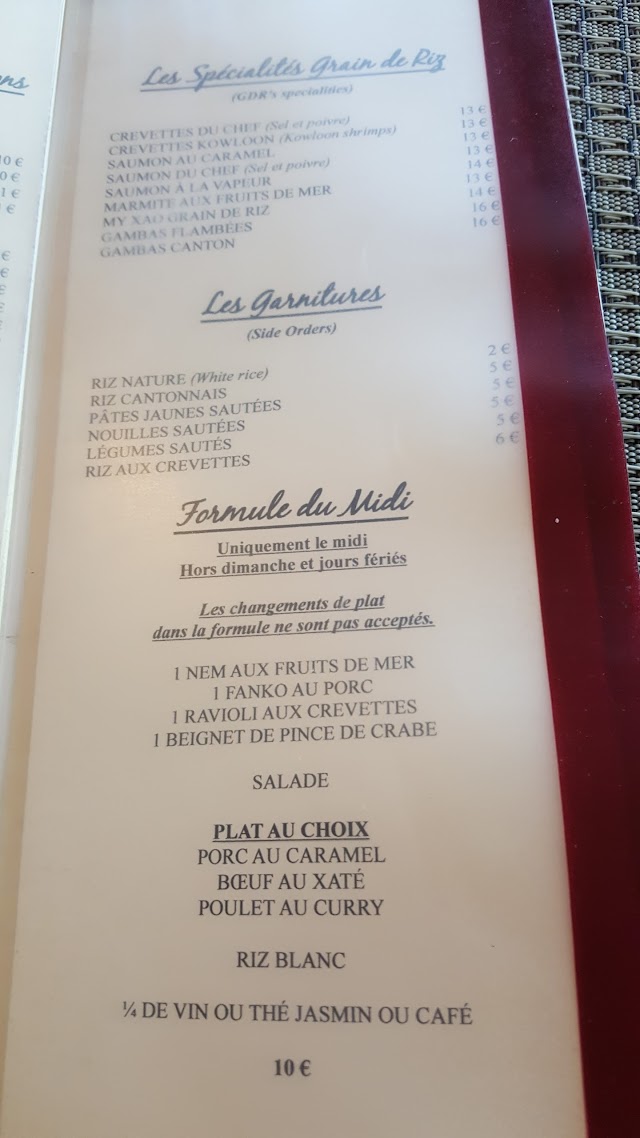 Les Spécialités Grain de Riz
(GDR's specialities)
CREVETTES DU CHEF (Sel et poivre) 13 €
CREVETTES KOWLOON (Kowloon shrimps) 13 €
SAUMON AU CARAMEL 13 €
SAUMON DU CHEF (Sel et poivre) 13 €
SAUMON À LA VAPEUR 14 €
MARMITE AUX FRUITS DE MER 13 €
MY XAO GRAIN DE RIZ 14 €
GAMBAS FLAMBÉES 16 €
GAMBAS CANTON 16 €
Les Garnitures
(Side Orders)
RIZ NATURE (White rice) 2 €
RIZ CANTONNAIS 5 €
PÂTES JAUNES SAUTÉES 5 €
NOUILLES SAUTÉES 5 €
LÉGUMES SAUTÉS 5 €
RIZ AUX CREVETTES 6 €
Formule du Midi
Uniquement le midi
Hors dimanche et jours fériés
Les changements de plat
dans la formule ne sont pas acceptés.
1 NEM AUX FRUITS DE MER
1 FANKO AU PORC
1 RAVIOLI AUX CREVETTES
1 BEIGNET DE PINCE DE CRABE
SALADE
PLAT AU CHOIX
PORC AU CARAMEL
BŒUF AU XATÉ
POULET AU CURRY
RIZ BLANC
¼ DE VIN OU THÉ JASMIN OU CAFÉ
10 €